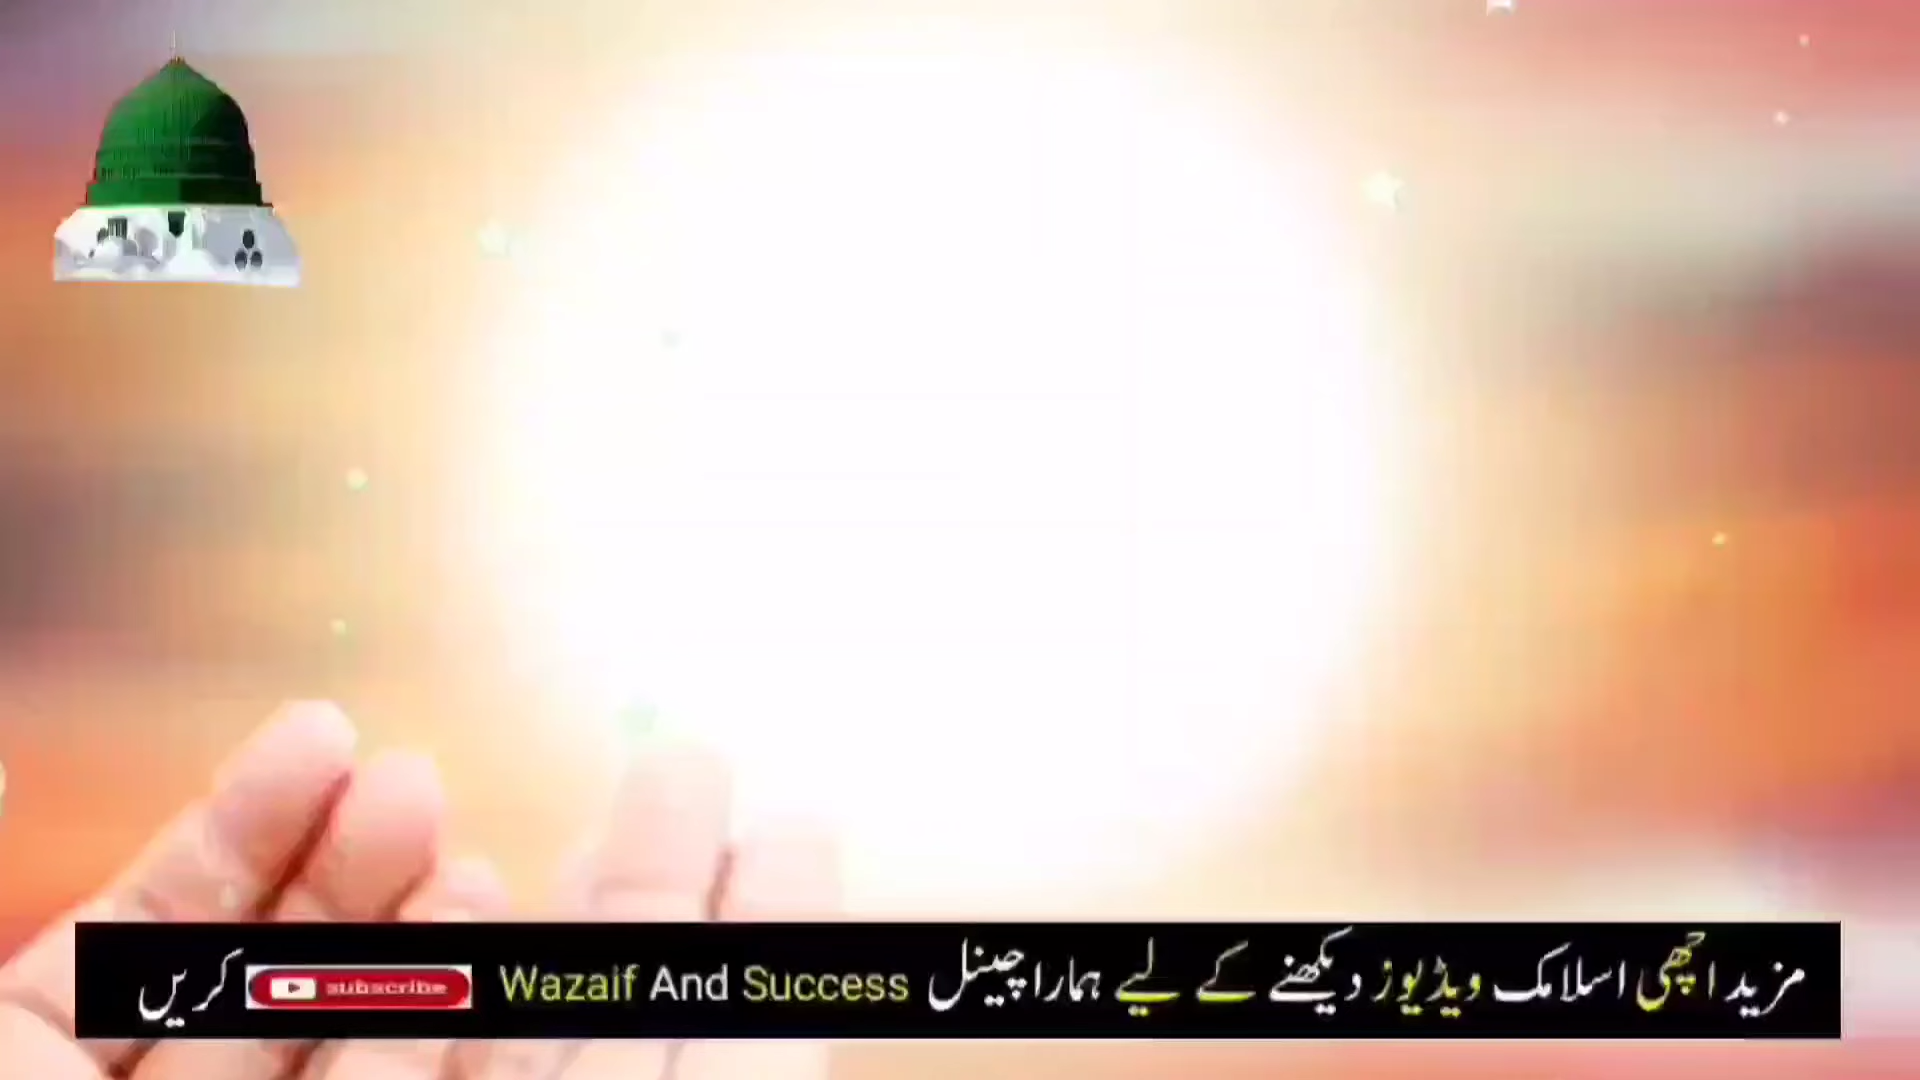 مزید اچھی اسلامک ویڈیوز دیکھنے کے لیے ہمارا چینل Wazaif And Success subscribe کریں